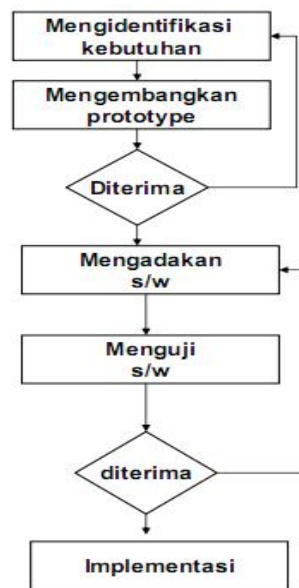 Mengidentifikasi
kebutuhan
Mengembangkan
prototype
Diterima
Mengadakan
s/w
Menguji
s/w
diterima
Implementasi